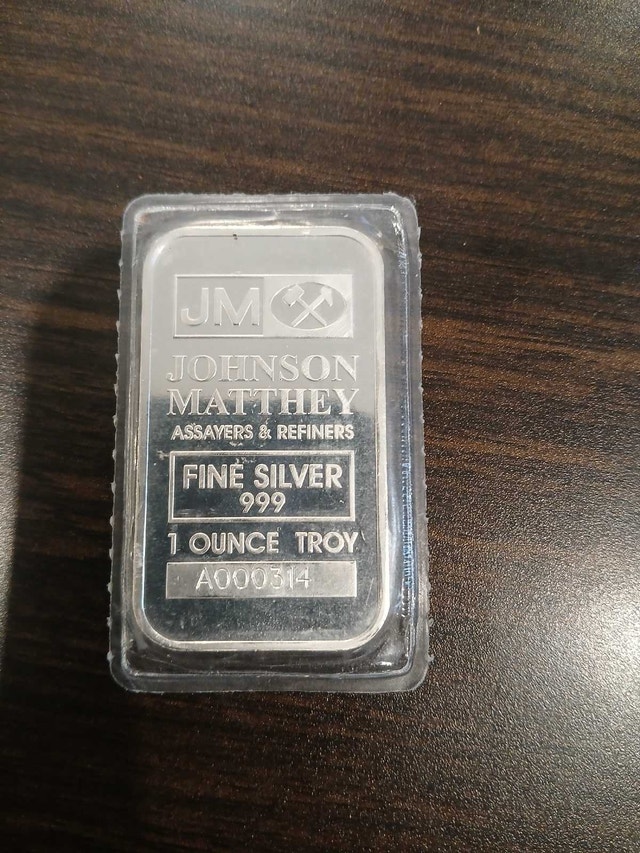 JM
JOHNSON
MATTHEY
ASSAYERS & REFINERS
FINE SILVER
999
1 OUNCE TROY
A000314